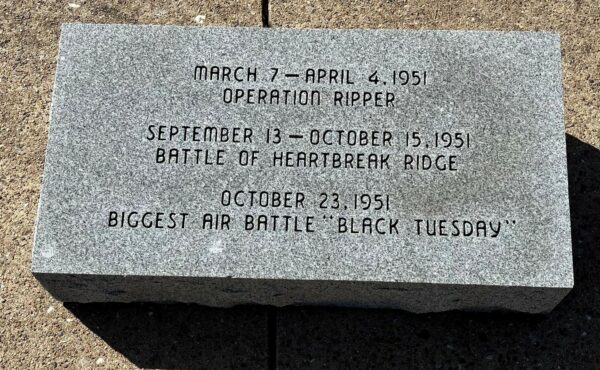 MARCH 7 – APRIL 4, 1951
OPERATION RIPPER
SEPTEMBER 13 – OCTOBER 15, 1951
BATTLE OF HEARTBREAK RIDGE
OCTOBER 23, 1951
BIGGEST AIR BATTLE "BLACK TUESDAY"